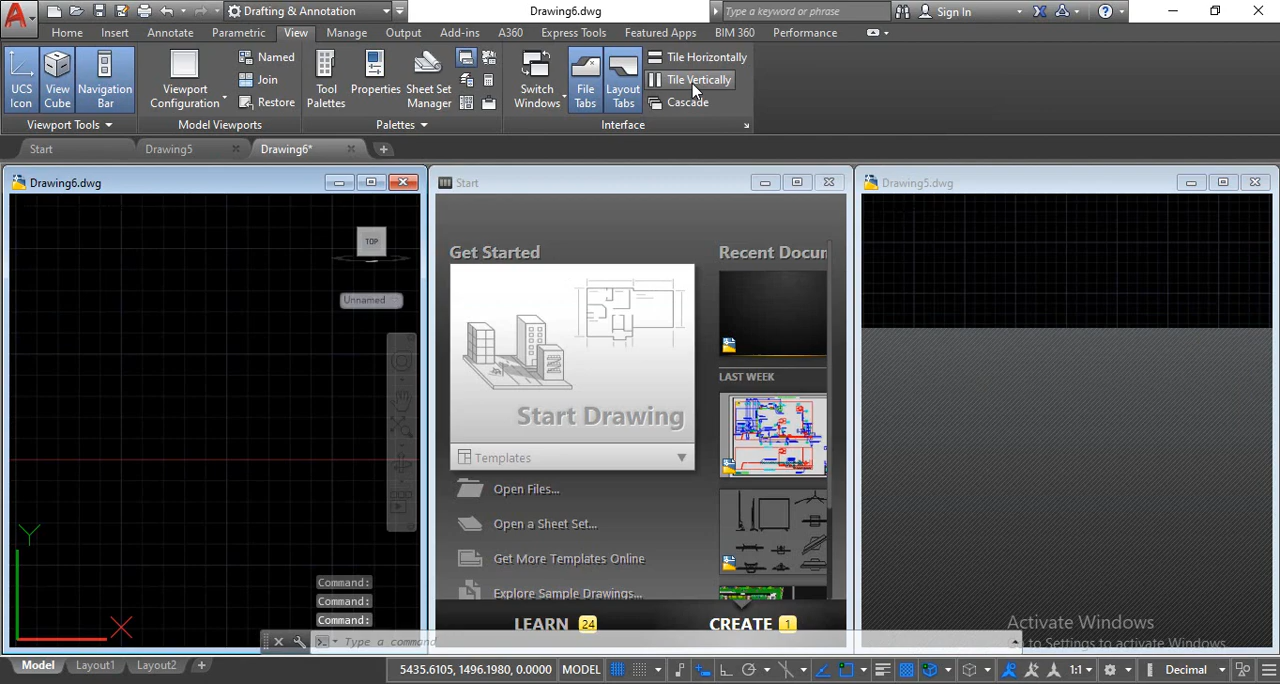 Drafting & Annotation
Drawing6.dwg
Type a keyword or phrase
Sign In
Home Insert Annotate Parametric View Manage Output Add-ins A360 Express Tools Featured Apps BIM 360 Performance
UCS Icon
View Cube
Navigation Bar
Viewport Tools
Viewport Configuration
Named
Join
Restore
Model Viewports
Tool Palettes
Properties
Sheet Set Manager
Palettes
Switch Windows
File Tabs
Layout Tabs
Tile Horizontally
Tile Vertically
Cascade
Interface
Start Drawing5 Drawing6*
Drawing6.dwg
TOP
Unnamed
Y
X
Command:
Command:
Command:
Type a command
Start
Get Started
Start Drawing
Templates
Open Files...
Open a Sheet Set...
Get More Templates Online
Explore Sample Drawings...
Recent Docum
LAST WEEK
LEARN 24
CREATE 1
Drawing5.dwg
Activate Windows
to Settings to activate Windows.
Model Layout1 Layout2
5435.6105, 1496.1980, 0.0000 MODEL 1:1 Decimal